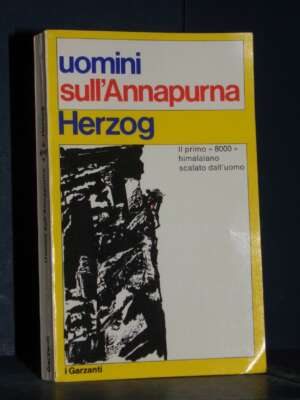 uomini
sull'Annapurna
Herzog
Il primo « 8000 »
himalaiano
scalato dall'uomo
i Garzanti